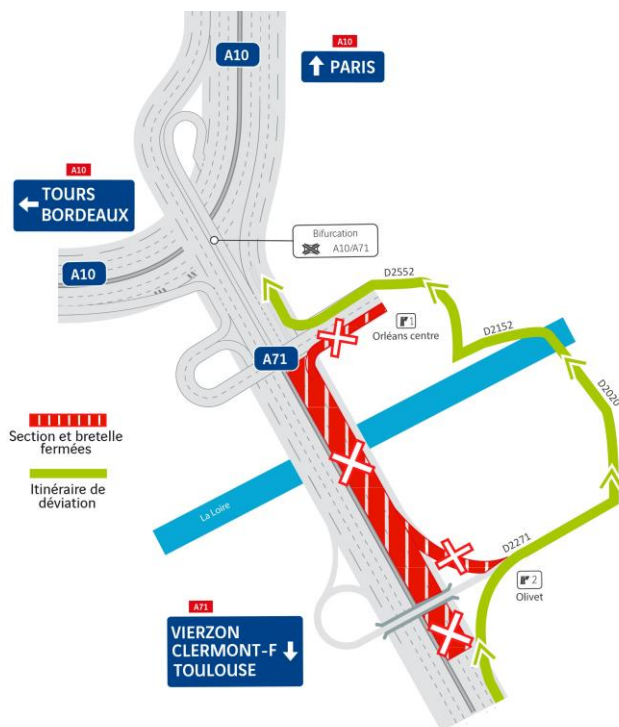 A10
A10
PARIS
A10
TOURS
BORDEAUX
Bifurcation
A10/A71
A10
D2552
1
Orléans centre
D2152
A71
D2020
Section et bretelle
fermées
Itinéraire de
déviation
La Loire
D2271
2
Olivet
A71
VIERZON
CLERMONT-F
TOULOUSE